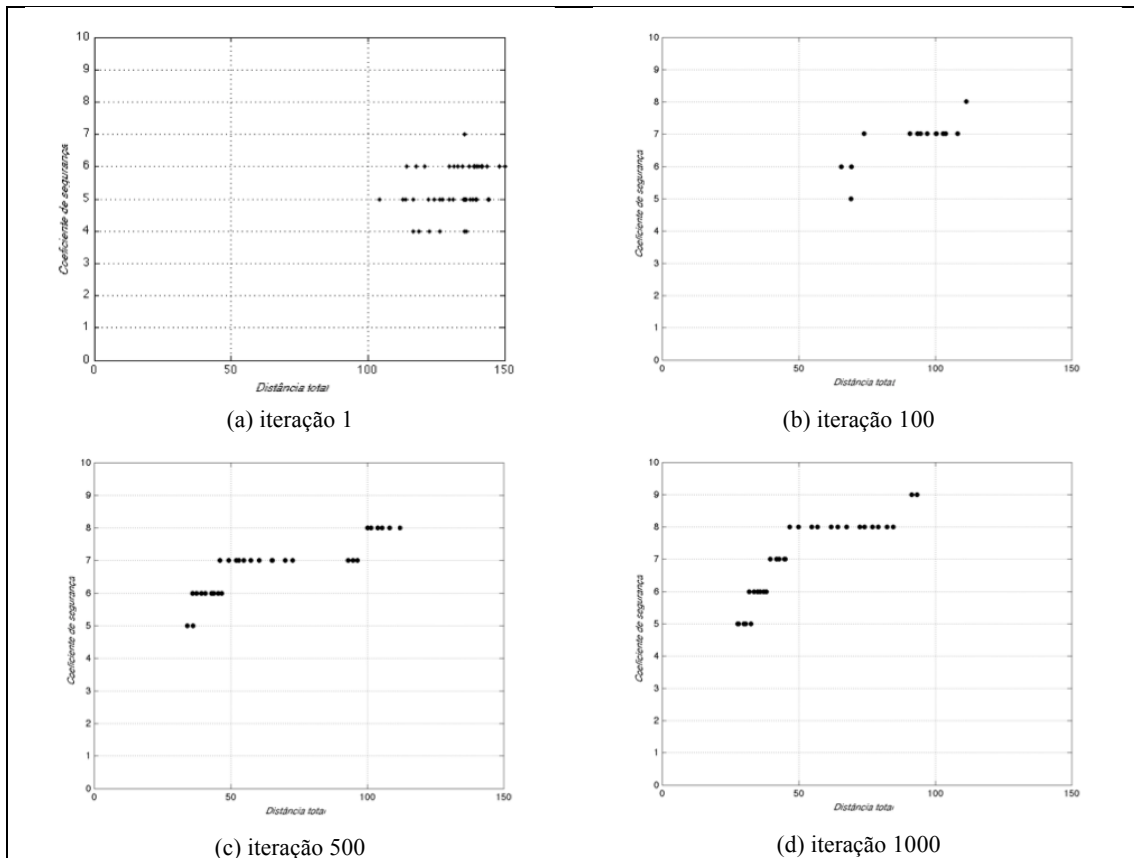 10
9
8
7
6
5
4
3
2
1
0
Coeficiente de segurança
0 50 100 150
Distância total
(a) iteração 1
10
9
8
7
6
5
4
3
2
1
0
Coeficiente de segurança
0 50 100 150
Distância total
(b) iteração 100
10
9
8
7
6
5
4
3
2
1
0
Coeficiente de segurança
0 50 100 150
Distância total
(c) iteração 500
10
9
8
7
6
5
4
3
2
1
0
Coeficiente de segurança
0 50 100 150
Distância total
(d) iteração 1000